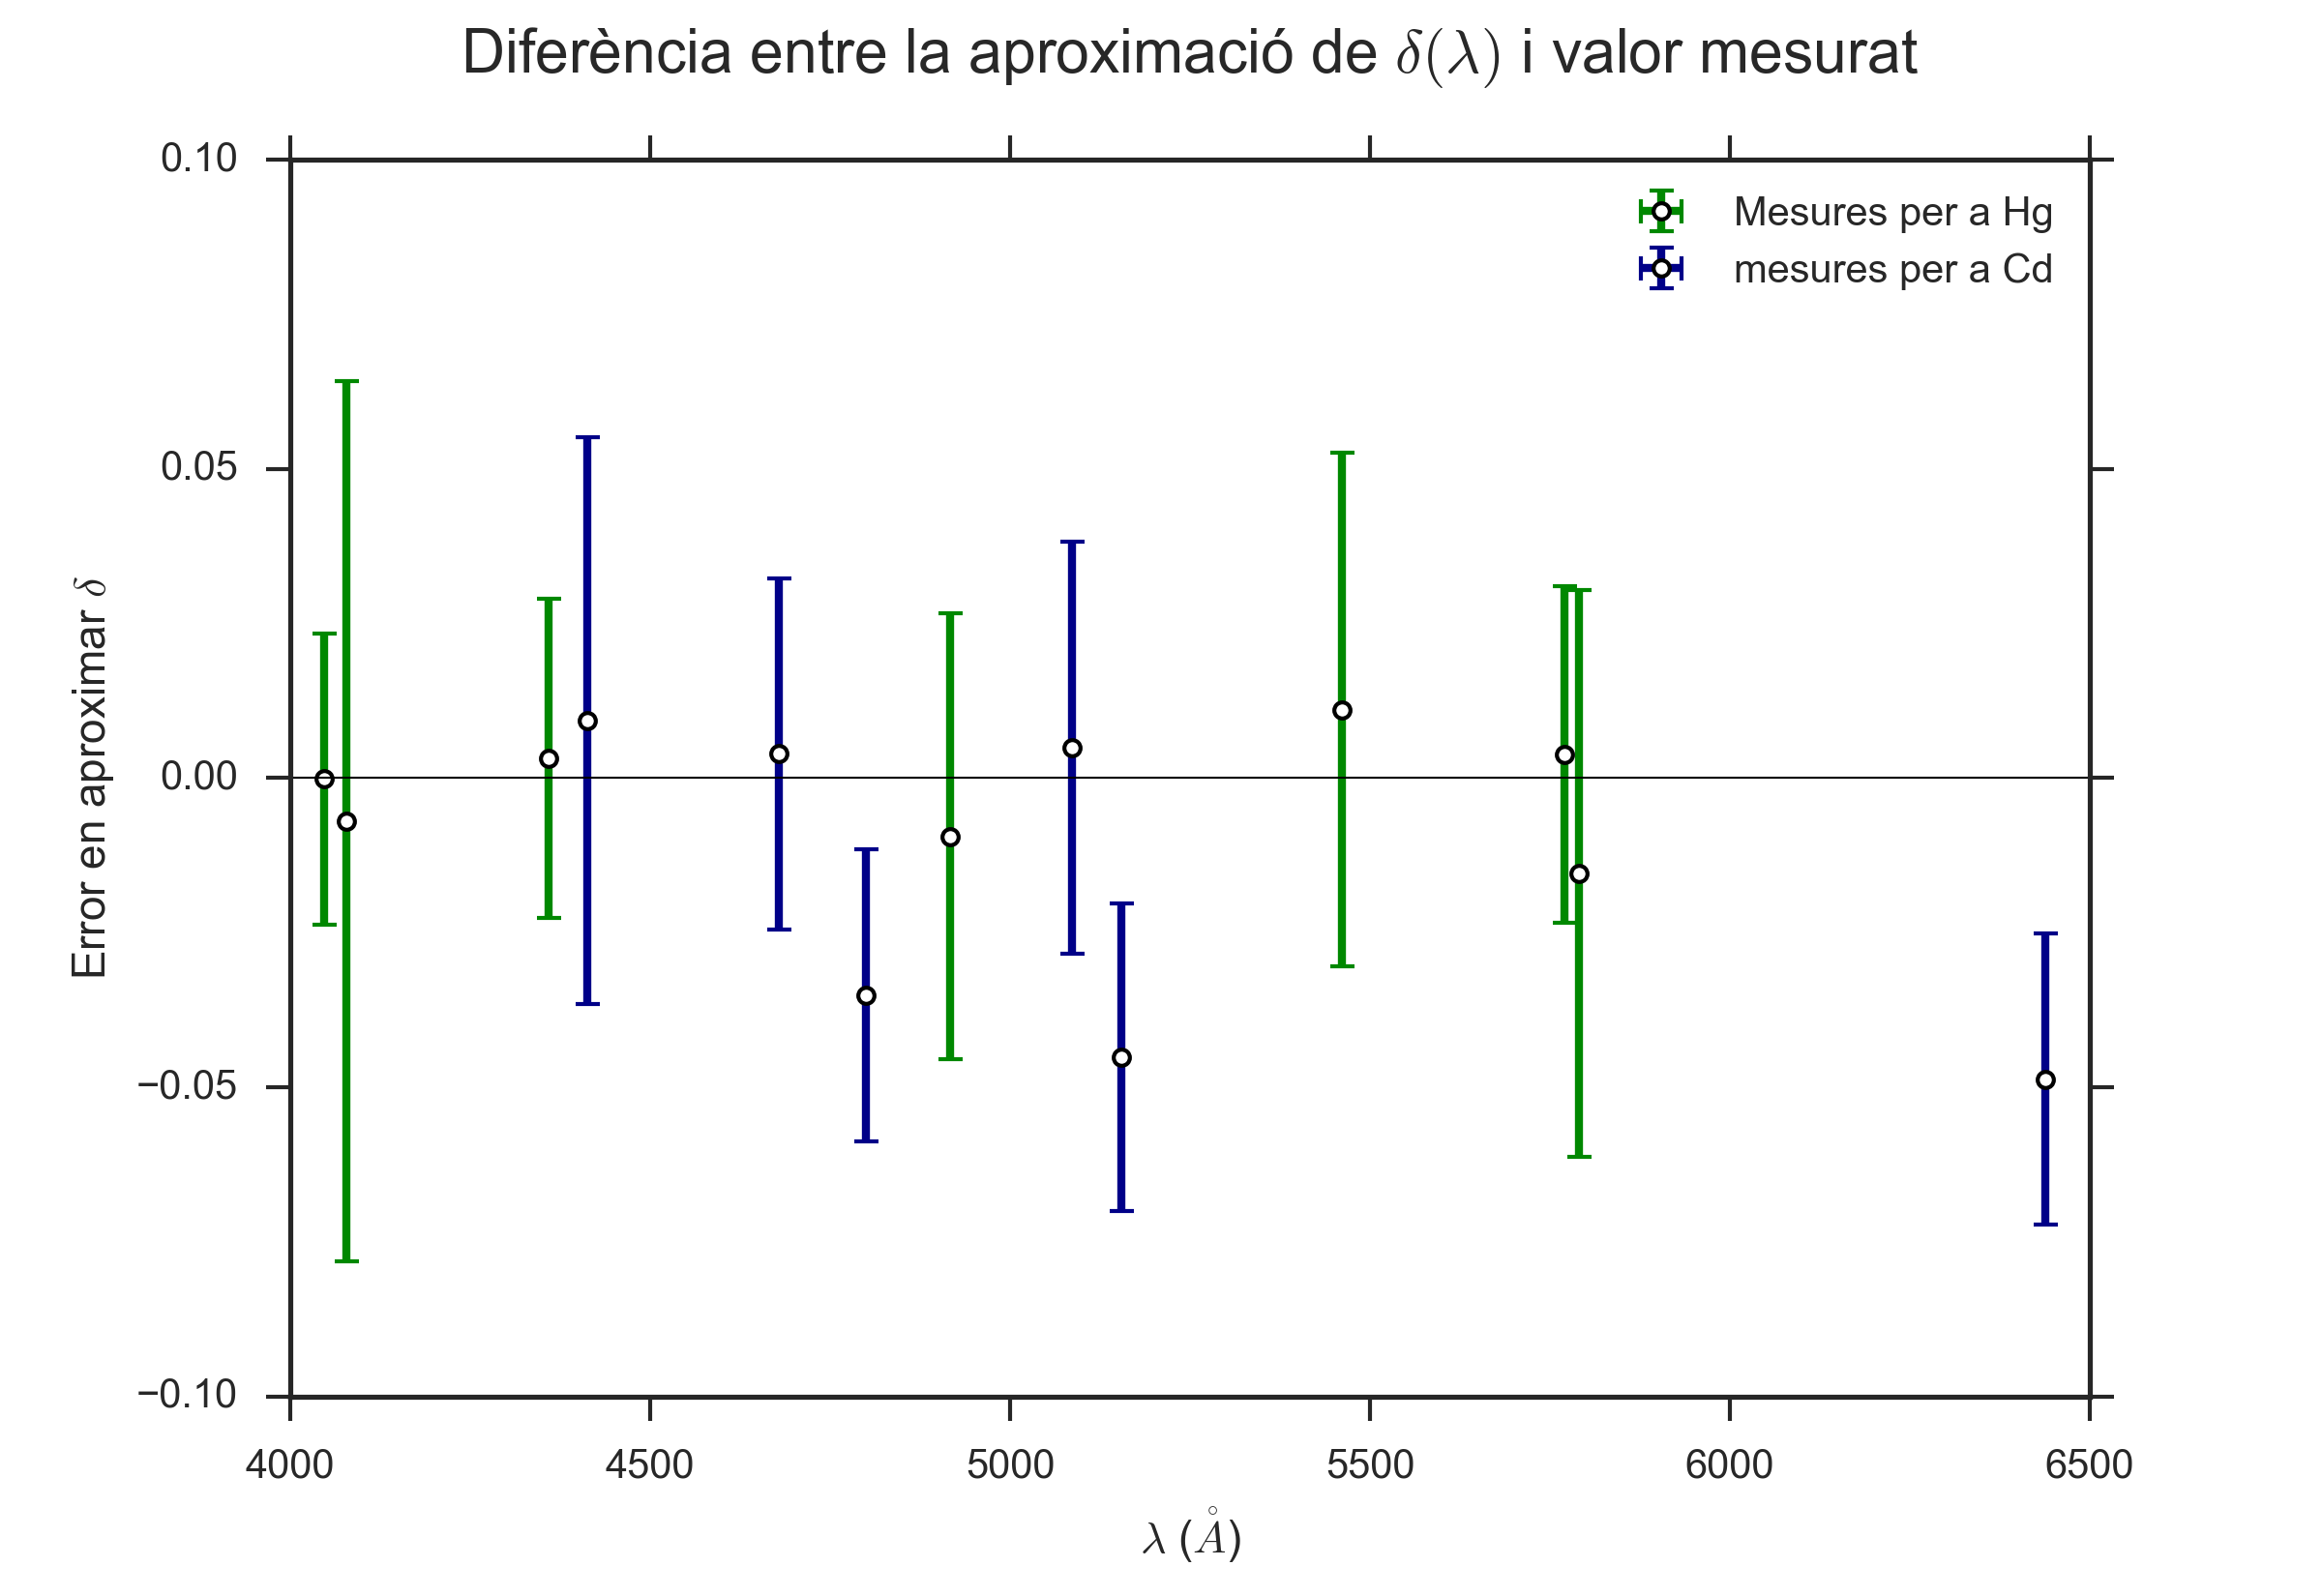 Diferència entre la aproximació de δ(λ) i valor mesurat
0.10
0.05
0.00
−0.05
−0.10
Error en aproximar δ
Mesures per a Hg
mesures per a Cd
4000 4500 5000 5500 6000 6500
λ (Å)